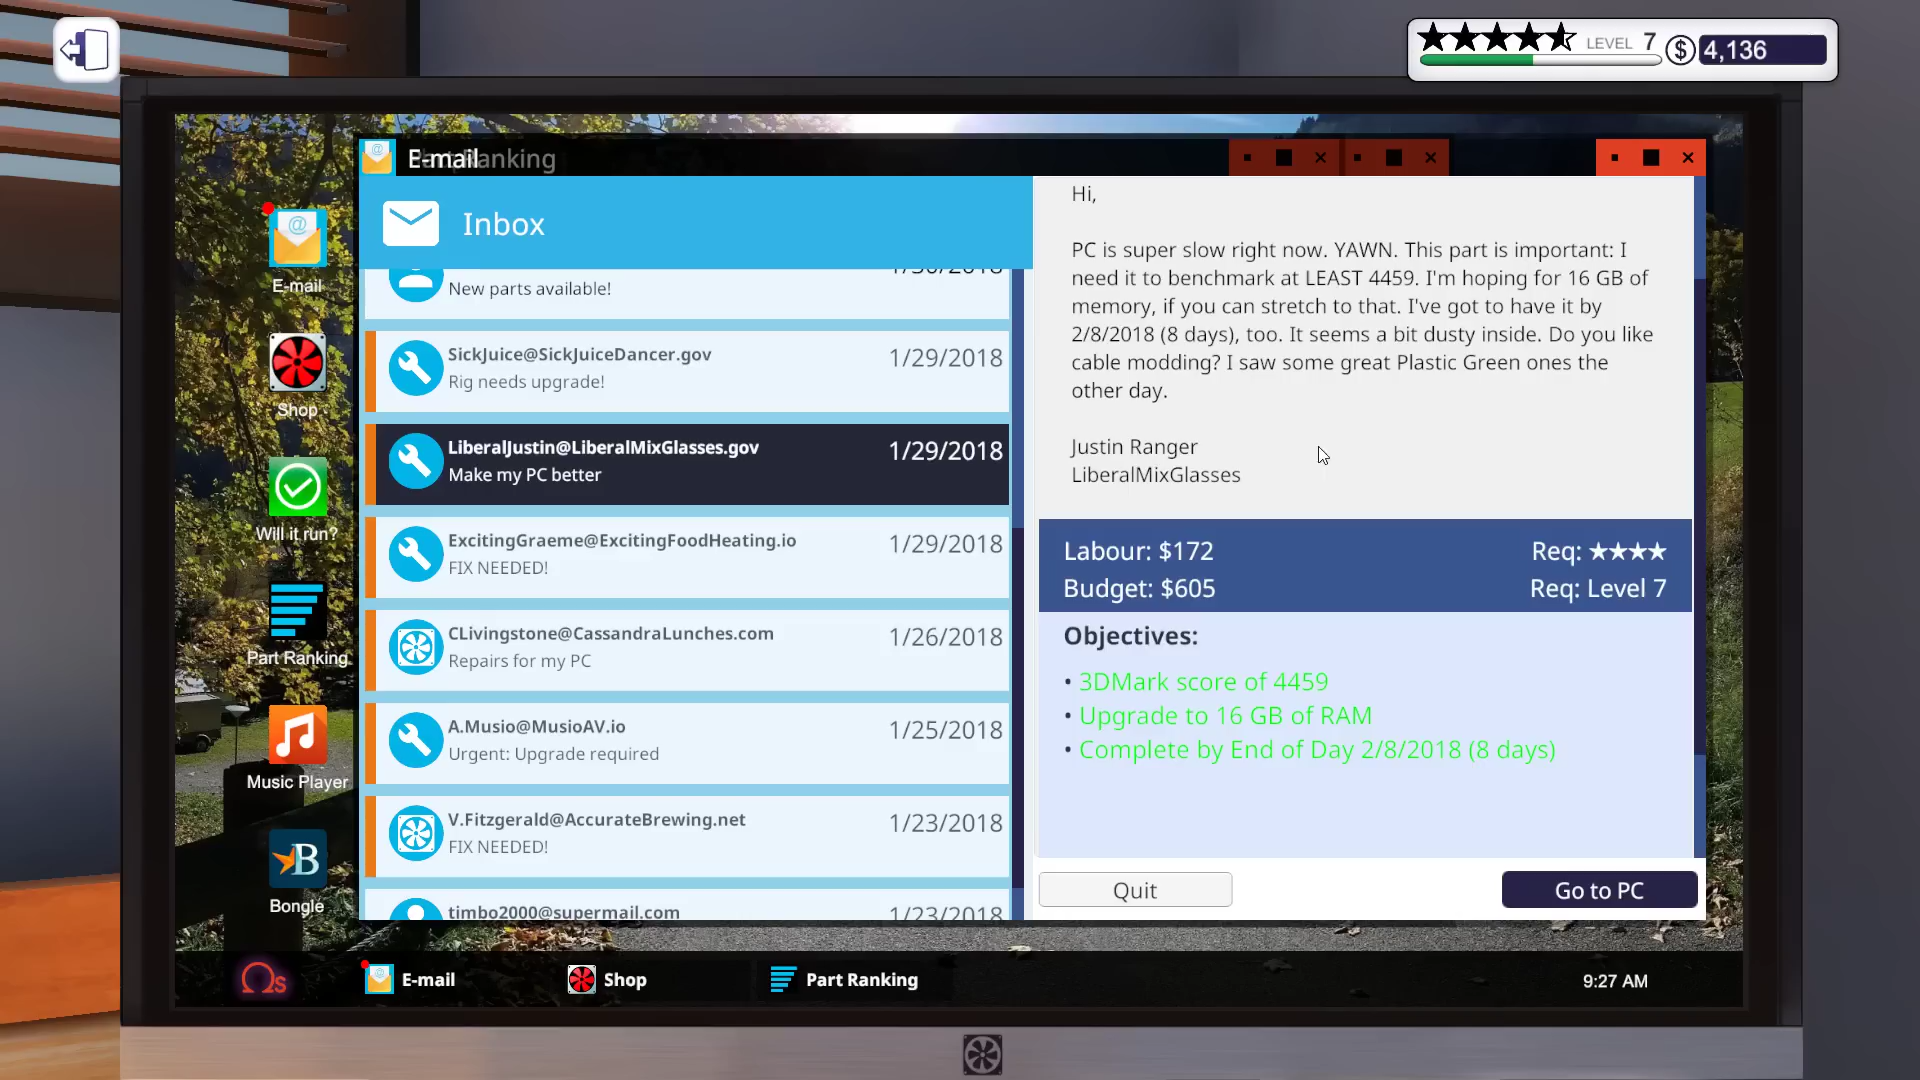 LEVEL 7
$ 4,136
E-mail
Part Ranking
Inbox
1/30/2018
New parts available!
SickJuice@SickJuiceDancer.gov
1/29/2018
Rig needs upgrade!
LiberalJustin@LiberalMixGlasses.gov
1/29/2018
Make my PC better
ExcitingGraeme@ExcitingFoodHeating.io
1/29/2018
FIX NEEDED!
CLivingstone@CassandraLunches.com
1/26/2018
Repairs for my PC
A.Musio@MusioAV.io
1/25/2018
Urgent: Upgrade required
V.Fitzgerald@AccurateBrewing.net
1/23/2018
FIX NEEDED!
timbo2000@supermail.com
1/23/2018
Hi,
PC is super slow right now. YAWN. This part is important: I
need it to benchmark at LEAST 4459. I'm hoping for 16 GB of
memory, if you can stretch to that. I've got to have it by
2/8/2018 (8 days), too. It seems a bit dusty inside. Do you like
cable modding? I saw some great Plastic Green ones the
other day.
Justin Ranger
LiberalMixGlasses
Labour: $172
Req: ★★★★
Budget: $605
Req: Level 7
Objectives:
• 3DMark score of 4459
• Upgrade to 16 GB of RAM
• Complete by End of Day 2/8/2018 (8 days)
Quit
Go to PC
E-mail
Shop
Will it run?
Part Ranking
Music Player
B
Bongle
Ωs
E-mail
Shop
Part Ranking
9:27 AM